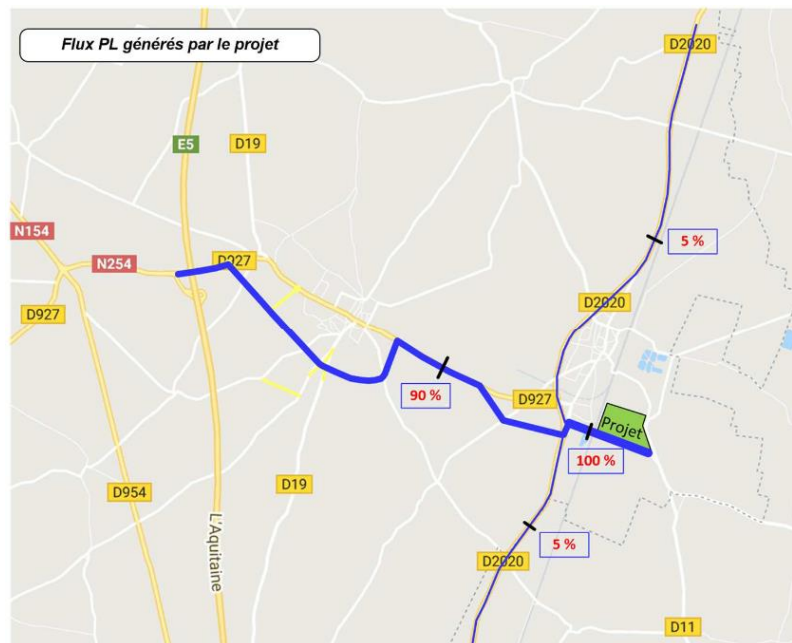 Flux PL générés par le projet
D2020
E5
D19
N154
5 %
N254
D927
D2020
D927
90 %
D927
Projet
100 %
D19
D954
L'Aquitaine
5 %
D2020
D11